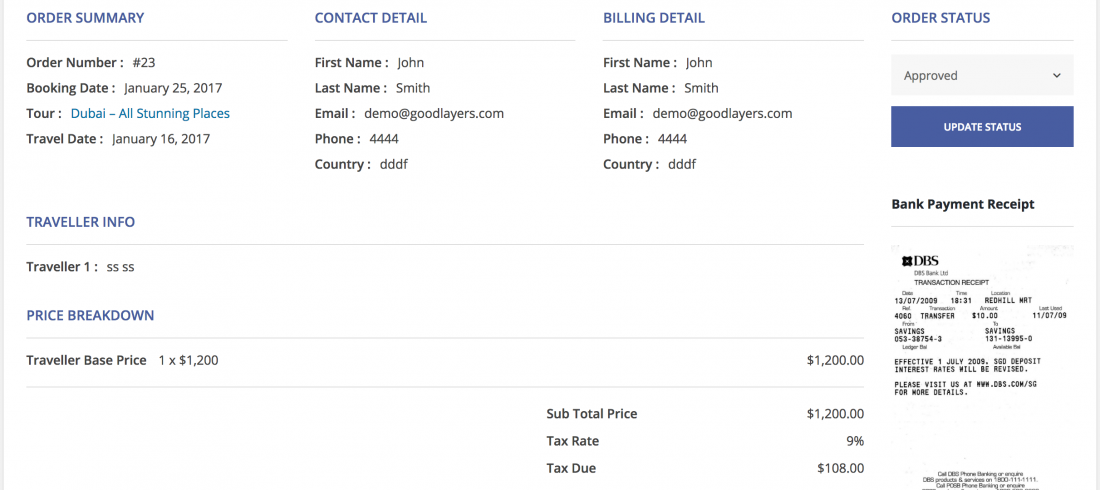 ORDER SUMMARY
Order Number : #23
Booking Date : January 25, 2017
Tour : Dubai – All Stunning Places
Travel Date : January 16, 2017
CONTACT DETAIL
First Name : John
Last Name : Smith
Email : demo@goodlayers.com
Phone : 4444
Country : dddf
BILLING DETAIL
First Name : John
Last Name : Smith
Email : demo@goodlayers.com
Phone : 4444
Country : dddf
TRAVELLER INFO
Traveller 1 : ss ss
PRICE BREAKDOWN
Traveller Base Price 1 x $1,200 $1,200.00
Sub Total Price $1,200.00
Tax Rate 9%
Tax Due $108.00
ORDER STATUS
Approved
UPDATE STATUS
Bank Payment Receipt
DBS
DBS Bank Ltd
TRANSACTION RECEIPT
Date Time Location
13/07/2009 18:31 REDHILL MRT
Ref. Transaction Amount Last Used
4060 TRANSFER $10.00 11/07/09
From To
SAVINGS SAVINGS
053-38754-3 131-13995-0
Ledger Bal Available Bal
EFFECTIVE 1 JULY 2009, SGD DEPOSIT
INTEREST RATES WILL BE REVISED.
PLEASE VISIT US AT WWW.DBS.COM/SG
FOR MORE DETAILS.
Call DBS Phone Banking or enquire
DBS products & services on 1800-111-1111.
Call POSB Phone Banking or enquire